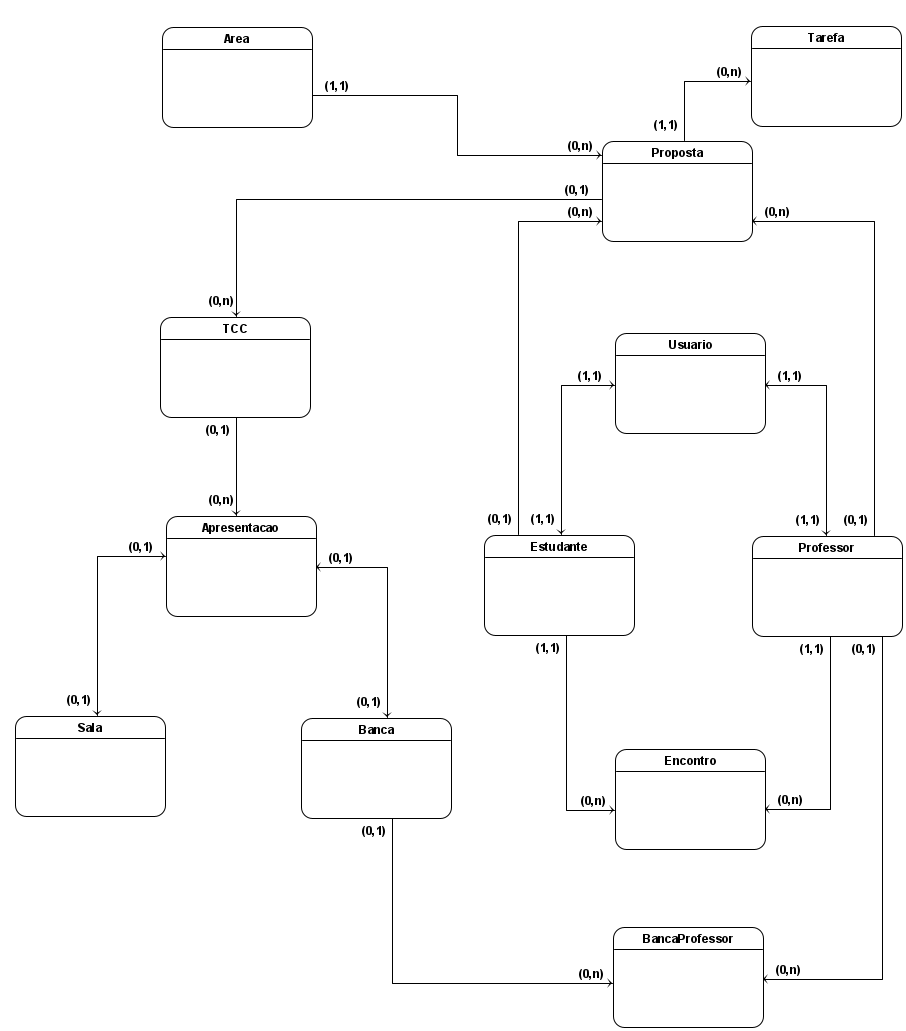 Area
Tarefa
(0,n)
(1,1)
(1,1)
(0,n)
Proposta
(0,1)
(0,n)
(0,n)
(0,n)
TCC
Usuario
(1,1)
(1,1)
(0,1)
(0,n)
(0,1)
(1,1)
(1,1)
(0,1)
Apresentacao
Estudante
Professor
(0,1)
(0,1)
(1,1)
(1,1)
(0,1)
(0,1)
(0,1)
Sala
Banca
Encontro
(0,n)
(0,n)
(0,1)
BancaProfessor
(0,n)
(0,n)